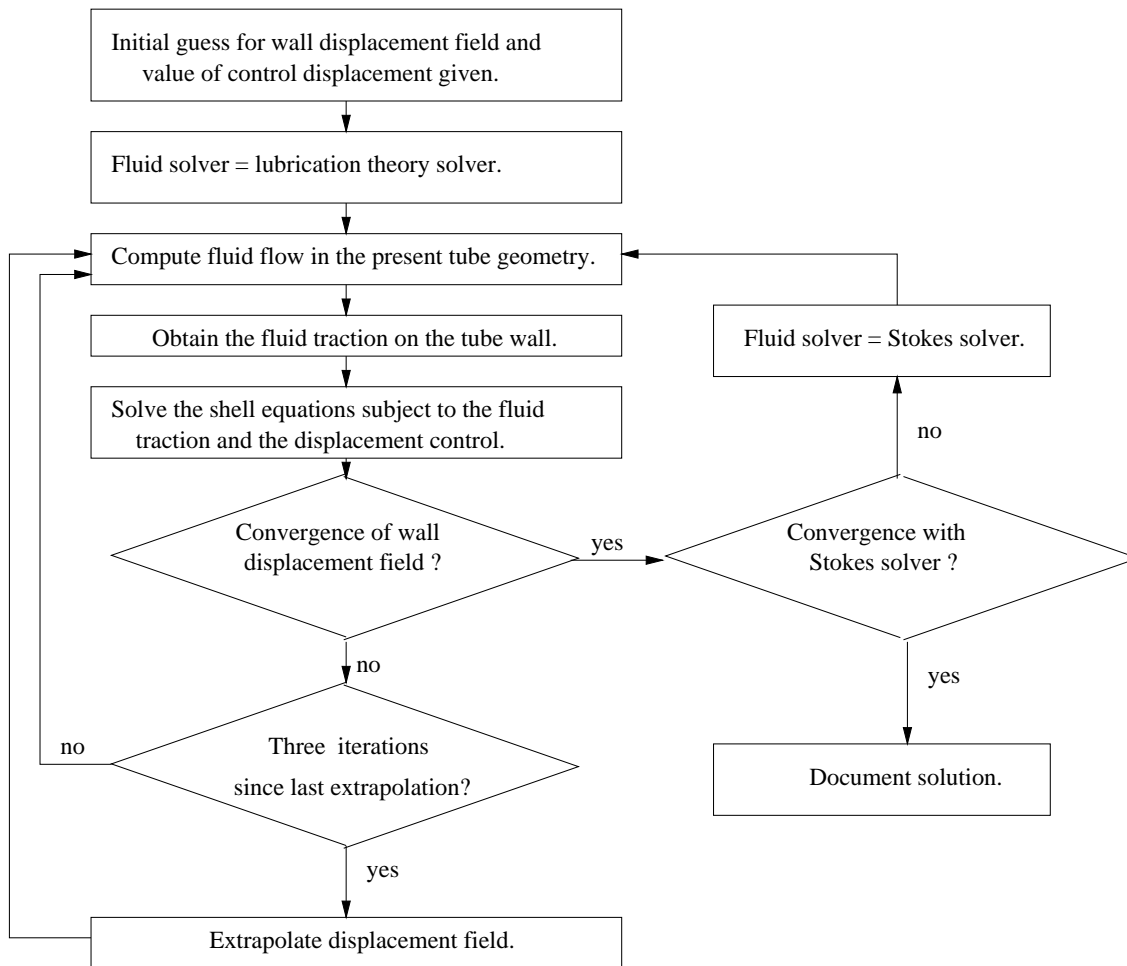 Initial guess for wall displacement field and
value of control displacement given.
Fluid solver = lubrication theory solver.
Compute fluid flow in the present tube geometry.
Obtain the fluid traction on the tube wall.
Solve the shell equations subject to the fluid
traction and the displacement control.
Convergence of wall
displacement field ?
yes
no
Three iterations
since last extrapolation?
no
yes
Extrapolate displacement field.
Fluid solver = Stokes solver.
no
Convergence with
Stokes solver ?
yes
Document solution.